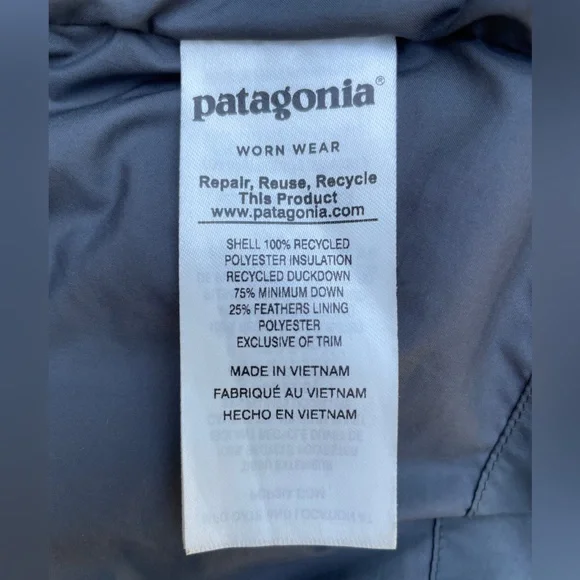 patagonia®
WORN WEAR
Repair, Reuse, Recycle
This Product
www.patagonia.com
SHELL 100% RECYCLED
POLYESTER INSULATION
RECYCLED DUCKDOWN
75% MINIMUM DOWN
25% FEATHERS LINING
POLYESTER
EXCLUSIVE OF TRIM
MADE IN VIETNAM
FABRIQUÉ AU VIETNAM
HECHO EN VIETNAM